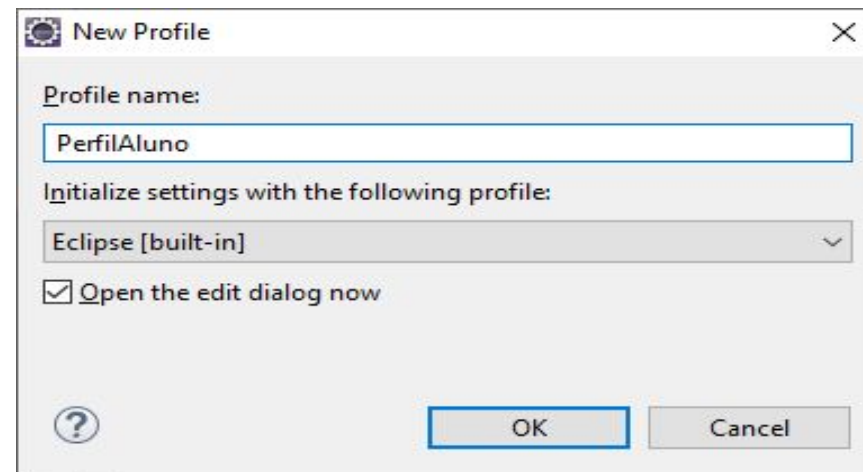 New Profile
Profile name:
PerfilAluno
Initialize settings with the following profile:
Eclipse [built-in]
Open the edit dialog now
?
OK Cancel